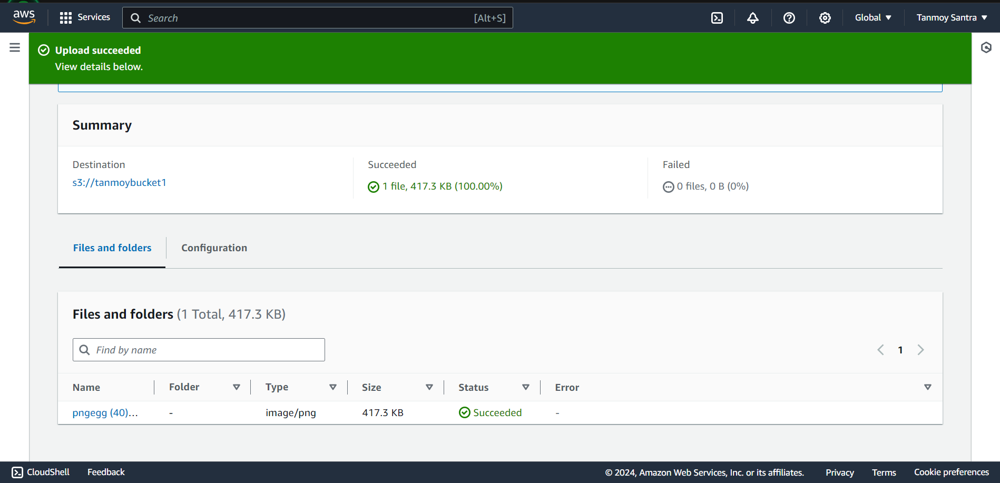 aws Services Search [Alt+S] Global Tanmoy Santra
Upload succeeded
View details below.
Summary
Destination Succeeded Failed
s3://tanmoybucket1 1 file, 417.3 KB (100.00%) 0 files, 0 B (0%)
Files and folders Configuration
Files and folders (1 Total, 417.3 KB)
Find by name 1
Name Folder Type Size Status Error
pngegg (40)... - image/png 417.3 KB Succeeded -
CloudShell Feedback © 2024, Amazon Web Services, Inc. or its affiliates. Privacy Terms Cookie preferences